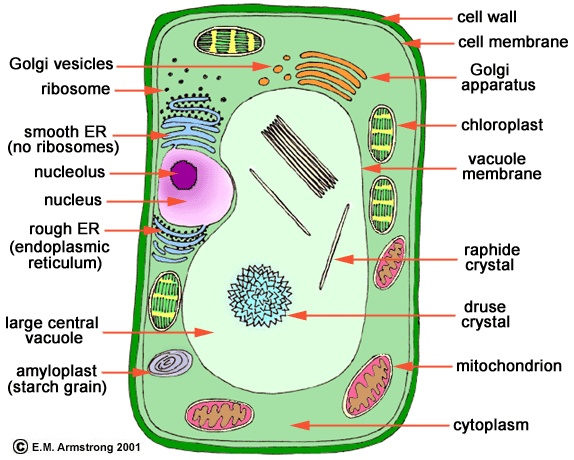 cell wall
cell membrane
Golgi vesicles
Golgi
apparatus
ribosome
chloroplast
smooth ER
(no ribosomes)
vacuole
membrane
nucleolus
nucleus
rough ER
(endoplasmic
reticulum)
raphide
crystal
druse
crystal
large central
vacuole
mitochondrion
amyloplast
(starch grain)
cytoplasm
© E.M. Armstrong 2001